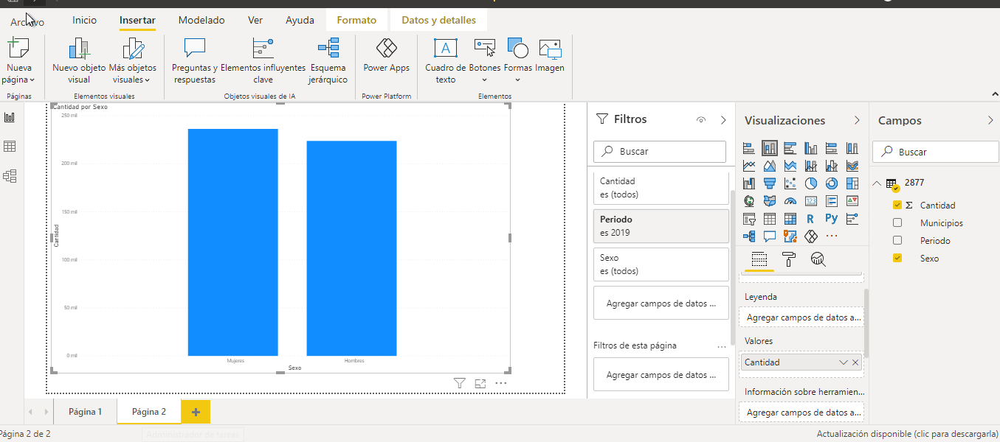 Archivo
Inicio
Insertar
Modelado
Ver
Ayuda
Formato
Datos y detalles
Nueva
página
Nuevo objeto
visual
Más objetos
visuales
Preguntas y
respuestas
Elementos influyentes
clave
Esquema
jerárquico
Power Apps
Cuadro de
texto
Botones
Formas
Imagen
Páginas
Elementos visuales
Objetos visuales de IA
Power Platform
Elementos
Cantidad por Sexo
250 mil
200 mil
150 mil
100 mil
50 mil
0 mil
Cantidad
Mujeres
Hombres
Sexo
Filtros
Buscar
Cantidad
es (todos)
Periodo
es 2019
Sexo
es (todos)
Agregar campos de datos ...
Filtros de esta página
...
Agregar campos de datos ...
Visualizaciones
123
R
Py
...
Leyenda
Agregar campos de datos a...
Valores
Cantidad
Información sobre herramien...
Agregar campos de datos a...
Campos
Buscar
2877
Σ Cantidad
Municipios
Periodo
Sexo
Página 1
Página 2
+
Página 2 de 2
Administrador de tareas
Actualización disponible (clic para descargarla)